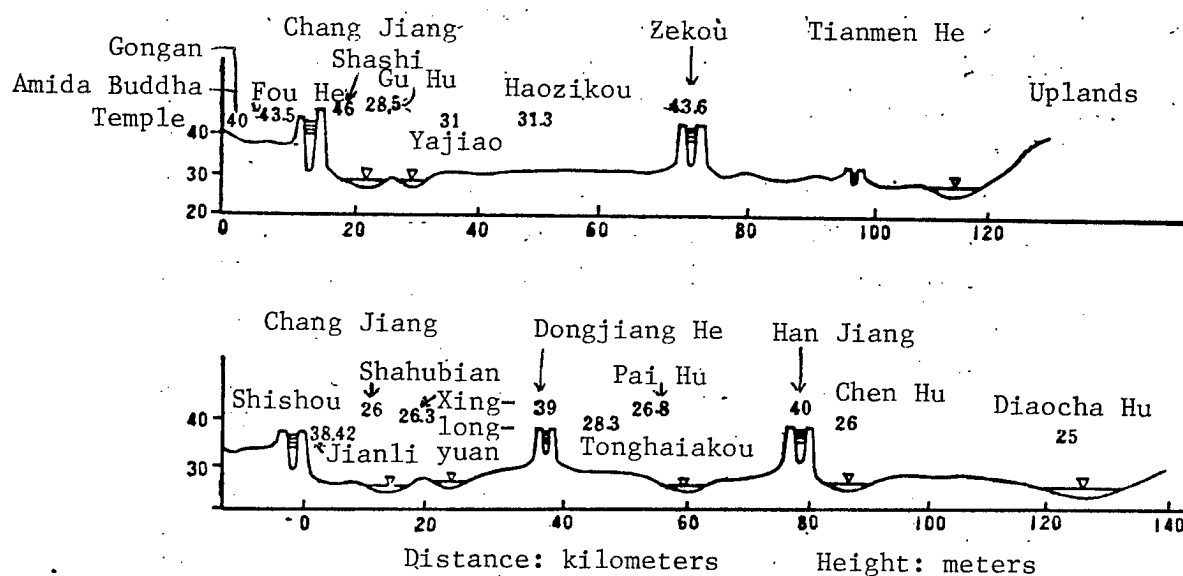 Chang Jiang
Zekou
Tianmen He
Gongan
Shashi
Gu Hu
Amida Buddha
Temple
Fou He
Haozikou
Uplands
40
43.5
46
28.5
31
31.3
43.6
Yajiao
40
30
20
0 20 40 60 80 100 120
Chang Jiang
Dongjiang He
Han Jiang
Shahubian
Pai Hu
Shishou
26
26.3
Xing-
long-
yuan
39
28.3
26.8
40
Chen Hu
26
Diaocha Hu
25
38.42
Jianli
Tonghaiakou
40
30
0 20 40 60 80 100 120 140
Distance: kilometers Height: meters